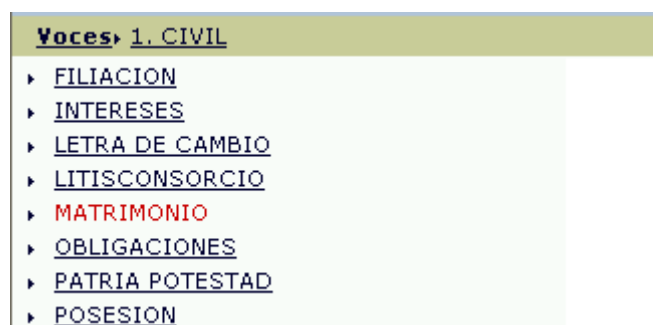 Voces 1. CIVIL
FILIACION
INTERESES
LETRA DE CAMBIO
LITISCONSORCIO
MATRIMONIO
OBLIGACIONES
PATRIA POTESTAD
POSESION